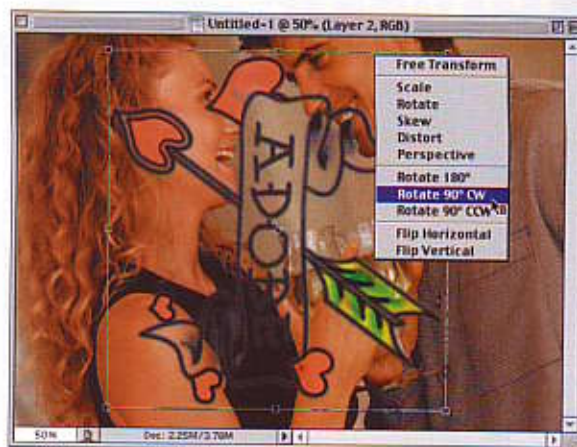 Untitled-1 @ 50% (Layer 2, RGB)
Free Transform
Scale
Rotate
Skew
Distort
Perspective
Rotate 180°
Rotate 90° CW
Rotate 90° CCW
Flip Horizontal
Flip Vertical
50%
Doc: 2.25M/3.78M